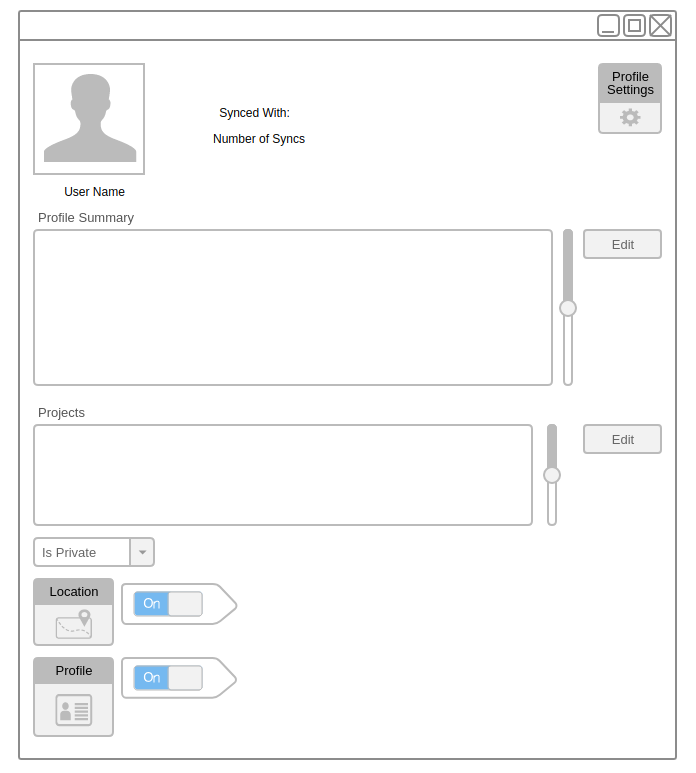 Profile
Settings
Synced With:
Number of Syncs
User Name
Profile Summary
Edit
Projects
Edit
Is Private
Location
On
Profile
On